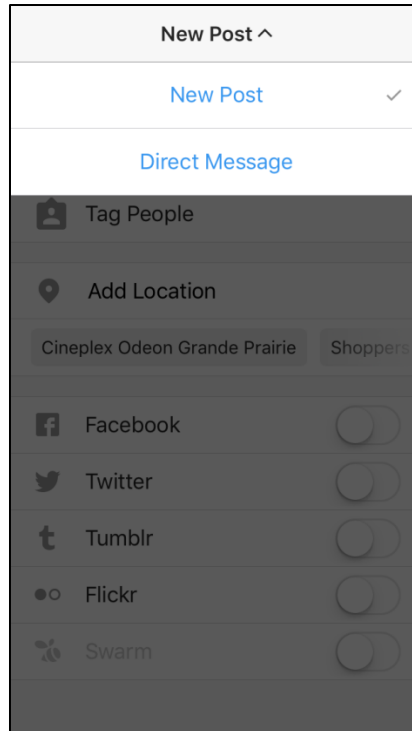 New Post
New Post
Direct Message
Tag People
Add Location
Cineplex Odeon Grande Prairie Shoppers
Facebook
Twitter
Tumblr
Flickr
Swarm